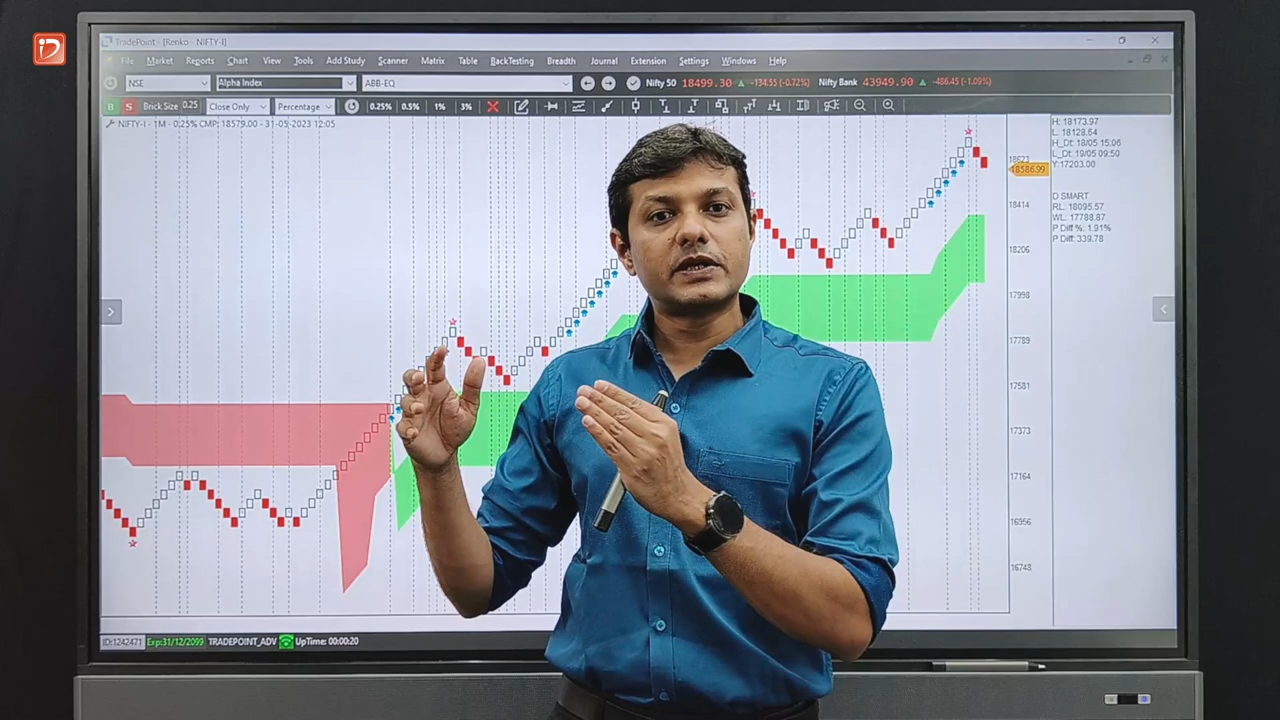 TradePoint - [Renko - NIFTY-I]
File Market Reports Chart View Tools Add Study Scanner Matrix Table BackTesting Breadth Journal Extension Settings Windows Help
NSE Alpha Index ABB-EQ Nifty 50 18499.30 -134.55 (-0.72%) Nifty Bank 43949.90 -486.45 (-1.09%)
B S Brick Size 0.25 Close Only Percentage 0.25% 0.5% 1% 3%
NIFTY-I - 1M - 0.25% CMP: 18579.00 - 31-05-2023 12:05
H: 18173.97
L: 18128.64
H_Dt: 18/05 15:06
L_Dt: 19/05 09:50
Y:17203.00
18623
18586.99
D SMART
RL: 18095.57
WL: 17788.87
P Diff %: 1.91%
P Diff: 339.78
18414
18206
17998
17789
17581
17373
17164
16956
16748
ID:1242471 Exp:31/12/2099 TRADEPOINT_ADV UpTime: 00:00:20